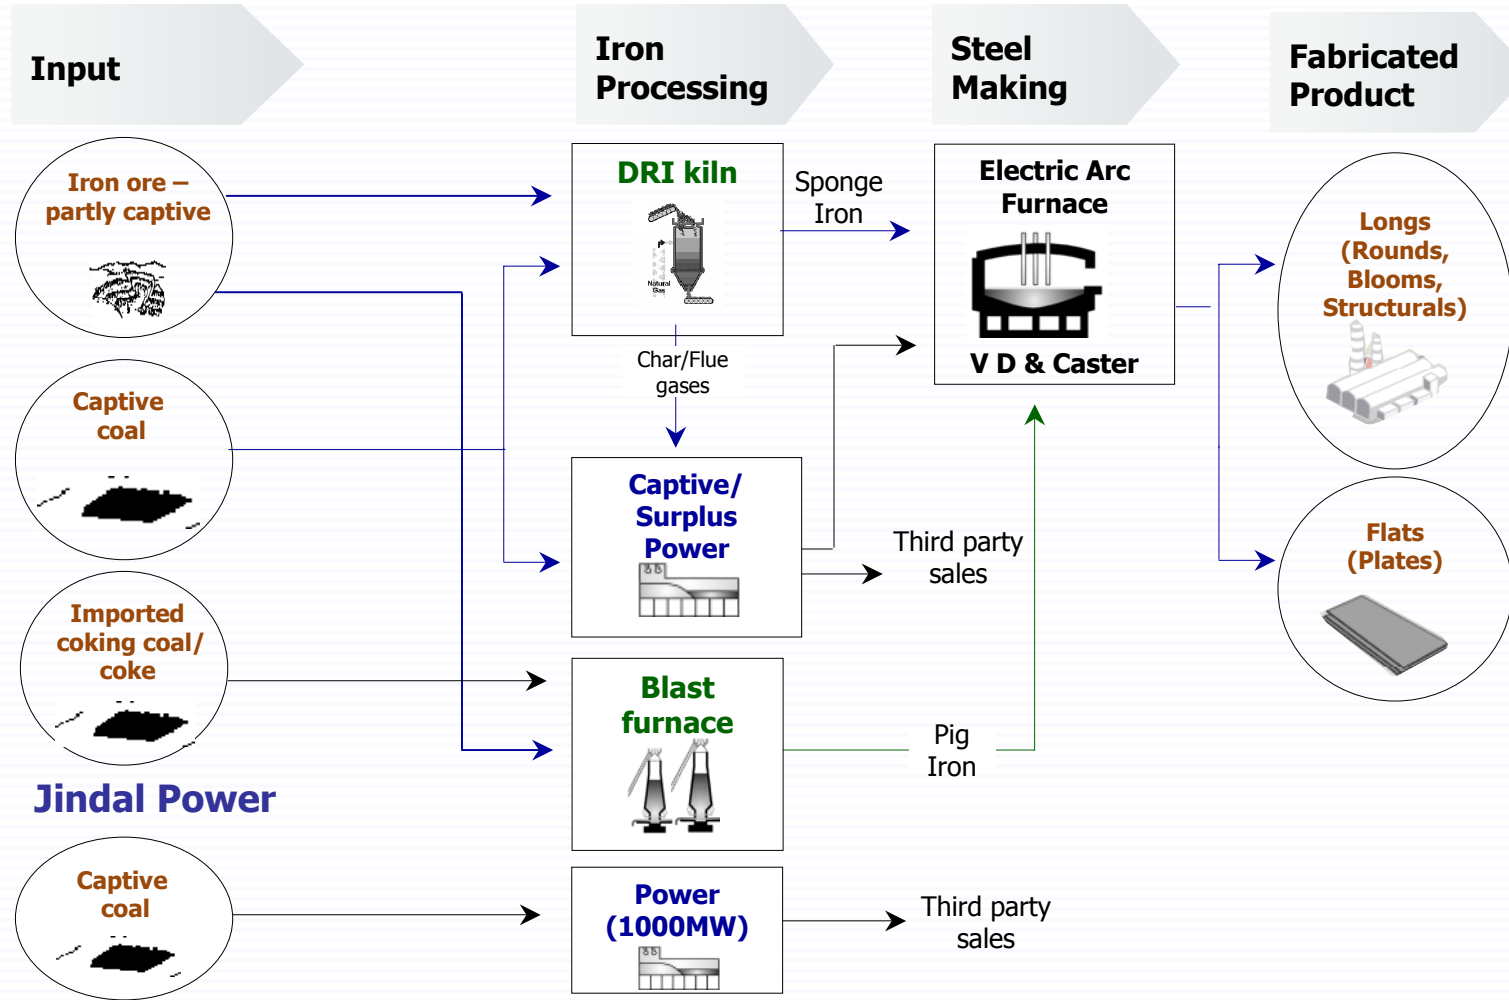 Input
Iron
Processing
Steel
Making
Fabricated
Product
Iron ore –
partly captive
Captive
coal
Imported
coking coal/
coke
DRI kiln
Natural
Gas
Sponge
Iron
Char/Flue
gases
Captive/
Surplus
Power
Third party
sales
Blast
furnace
Pig
Iron
Electric Arc
Furnace
V D & Caster
Longs
(Rounds,
Blooms,
Structurals)
Flats
(Plates)
Jindal Power
Captive
coal
Power
(1000MW)
Third party
sales